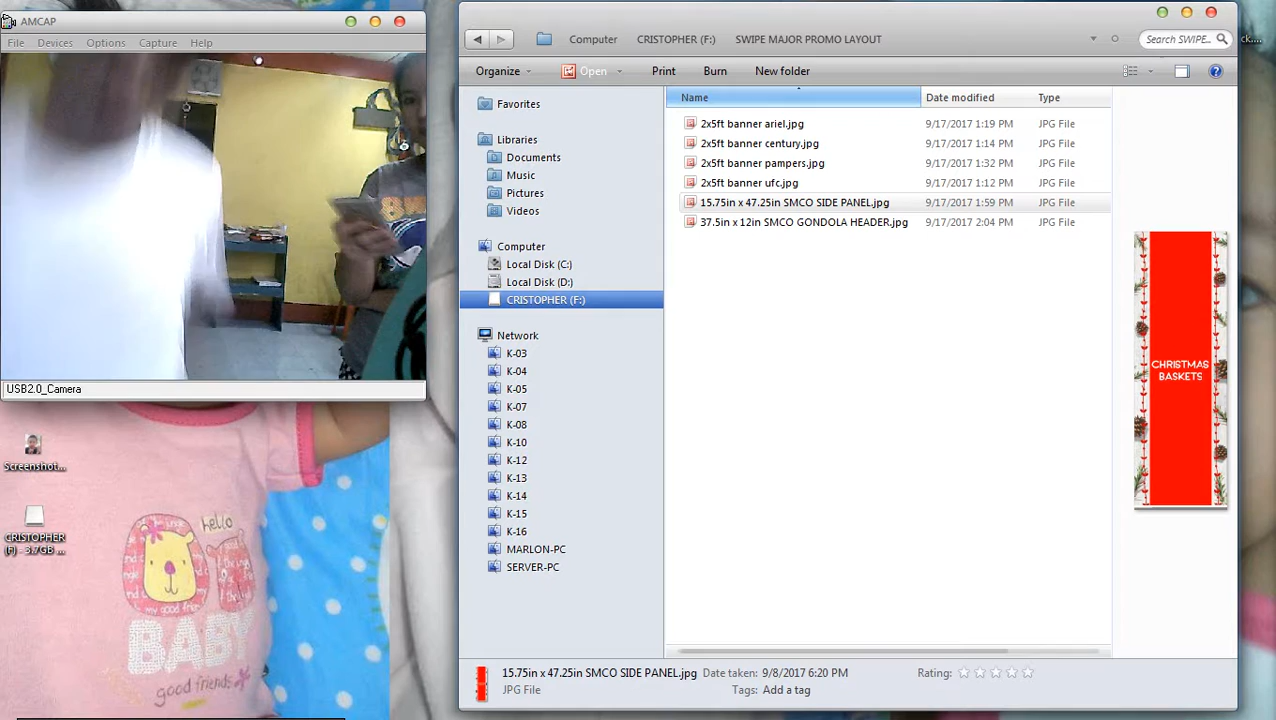 AMCAP
File Devices Options Capture Help
USB2.0_Camera
Screenshot...
CRISTOPHER
(F) - 3.7GB ...
hello
BABY
good friends
Computer CRISTOPHER (F:) SWIPE MAJOR PROMO LAYOUT
Search SWIPE...
Organize Open Print Burn New folder
Favorites
Libraries
Documents
Music
Pictures
Videos
Computer
Local Disk (C:)
Local Disk (D:)
CRISTOPHER (F:)
Network
K-03
K-04
K-05
K-07
K-08
K-10
K-12
K-13
K-14
K-15
K-16
MARLON-PC
SERVER-PC
Name Date modified Type
2x5ft banner ariel.jpg 9/17/2017 1:19 PM JPG File
2x5ft banner century.jpg 9/17/2017 1:14 PM JPG File
2x5ft banner pampers.jpg 9/17/2017 1:32 PM JPG File
2x5ft banner ufc.jpg 9/17/2017 1:12 PM JPG File
15.75in x 47.25in SMCO SIDE PANEL.jpg 9/17/2017 1:59 PM JPG File
37.5in x 12in SMCO GONDOLA HEADER.jpg 9/17/2017 2:04 PM JPG File
CHRISTMAS
BASKETS
15.75in x 47.25in SMCO SIDE PANEL.jpg Date taken: 9/8/2017 6:20 PM Rating:
JPG File Tags: Add a tag